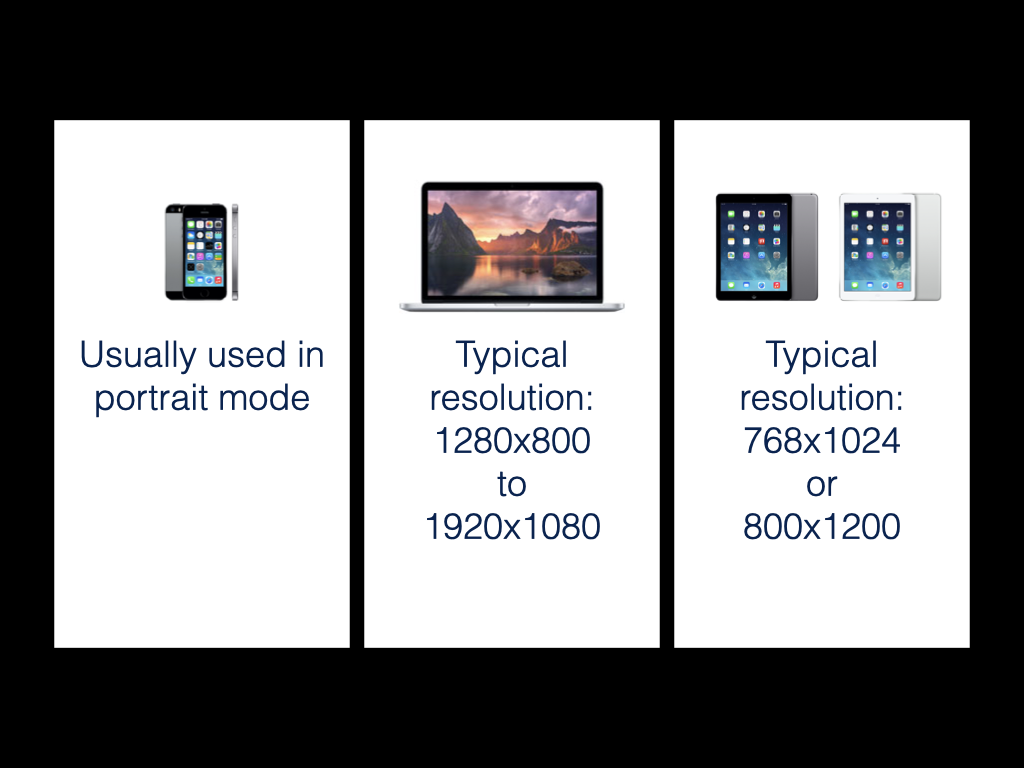 Usually used in
portrait mode
Typical
resolution:
1280x800
to
1920x1080
Typical
resolution:
768x1024
or
800x1200